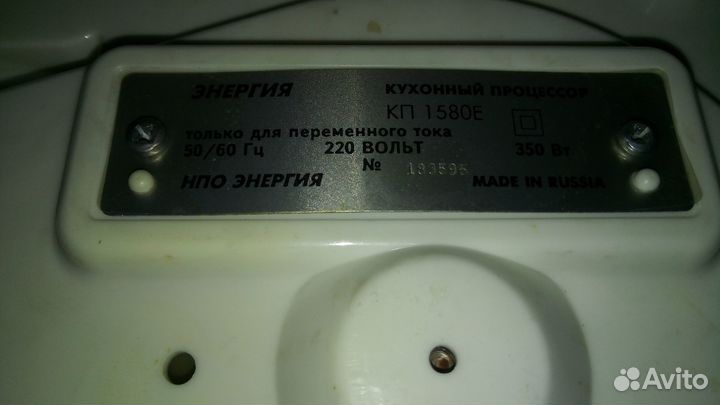 ЭНЕРГИЯ КУХОННЫЙ ПРОЦЕССОР
КП 1580Е
только для переменного тока
50/60 Гц 220 ВОЛЬТ 350 Вт
№ 193595
НПО ЭНЕРГИЯ MADE IN RUSSIA
Avito